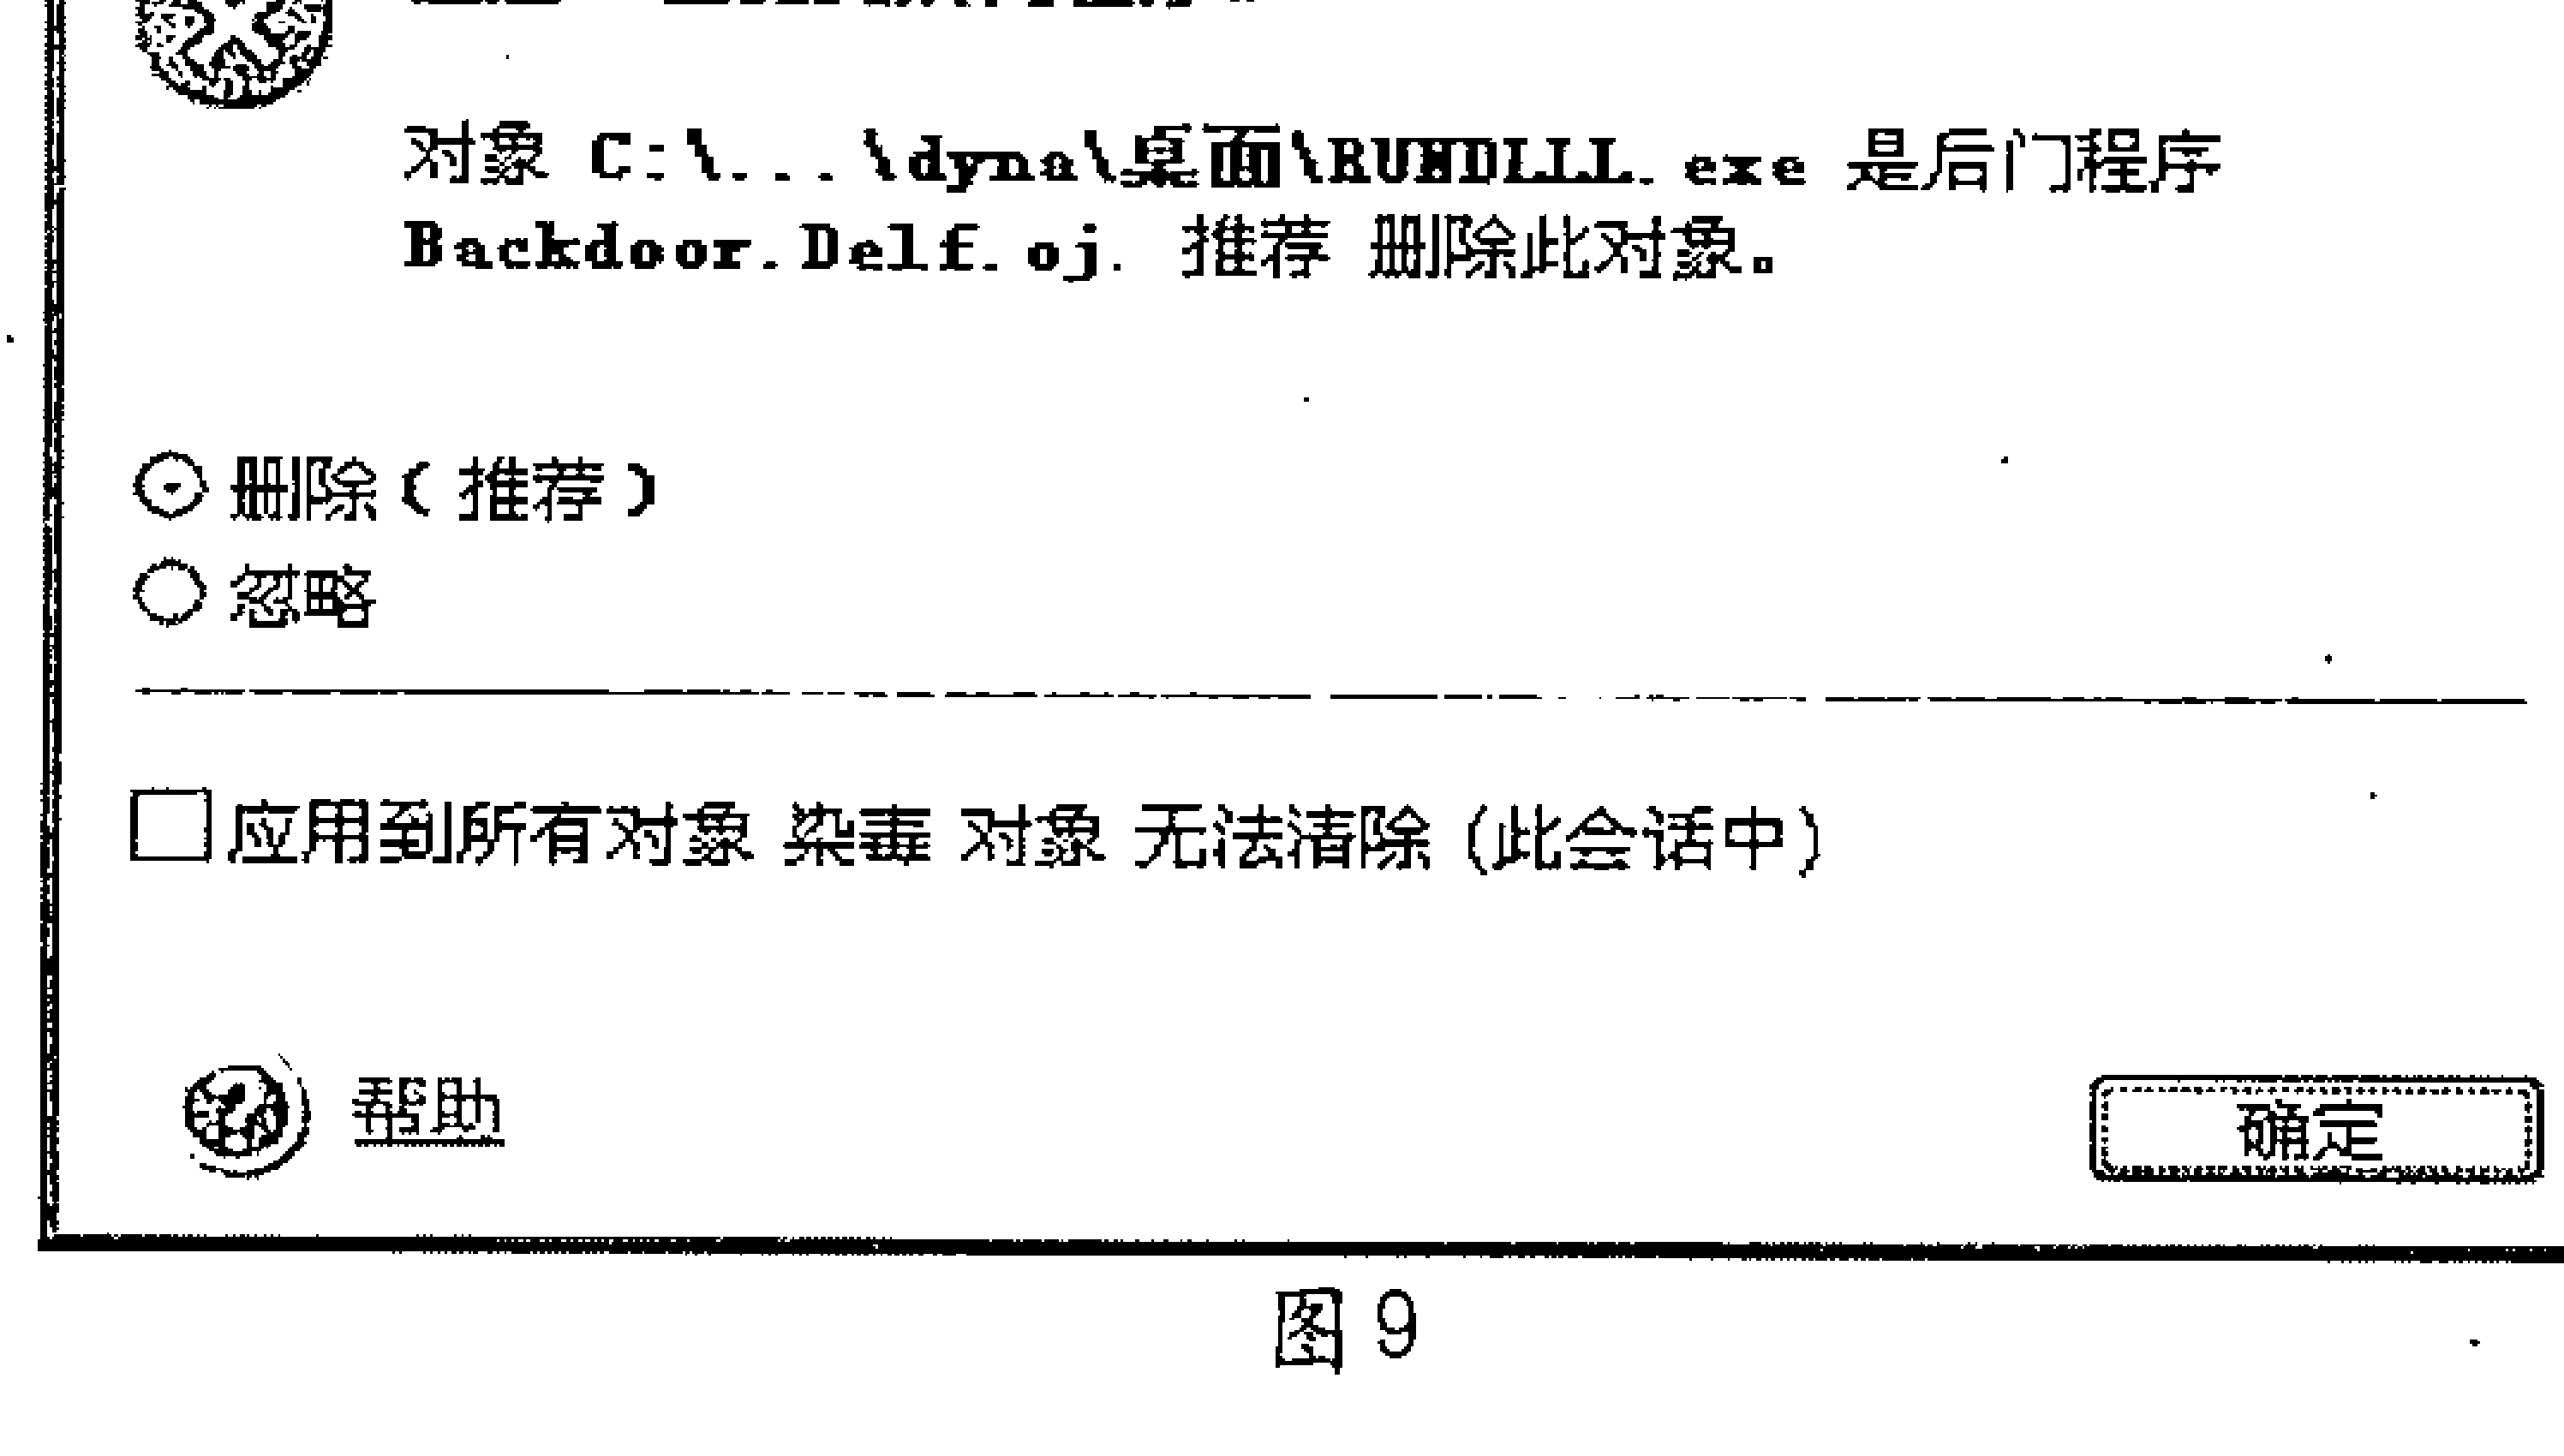 对象 C:\...\dyna\桌面\RUNDLLL.exe 是后门程序
Backdoor.Delf.oj. 推荐 删除此对象。
删除(推荐)
忽略
应用到所有对象 染毒 对象 无法清除 (此会话中)
帮助
确定
图9